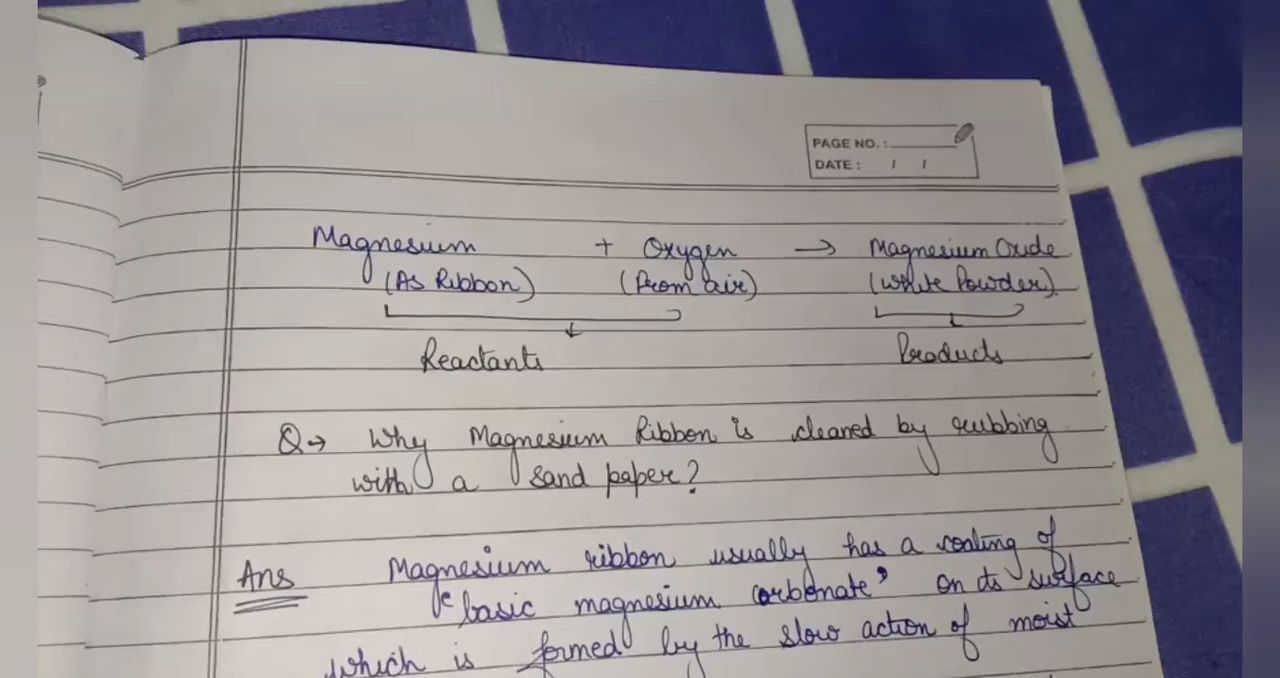 PAGE NO. :
DATE : / /
Magnesium + Oxygen → Magnesium Oxide
(As Ribbon) (From air) (White Powder)
Reactants Products
Q→ Why Magnesium Ribbon is cleaned by rubbing
with a sand paper?
Ans Magnesium ribbon usually has a coating of
“basic magnesium carbonate” on its surface
which is formed by the slow action of moist